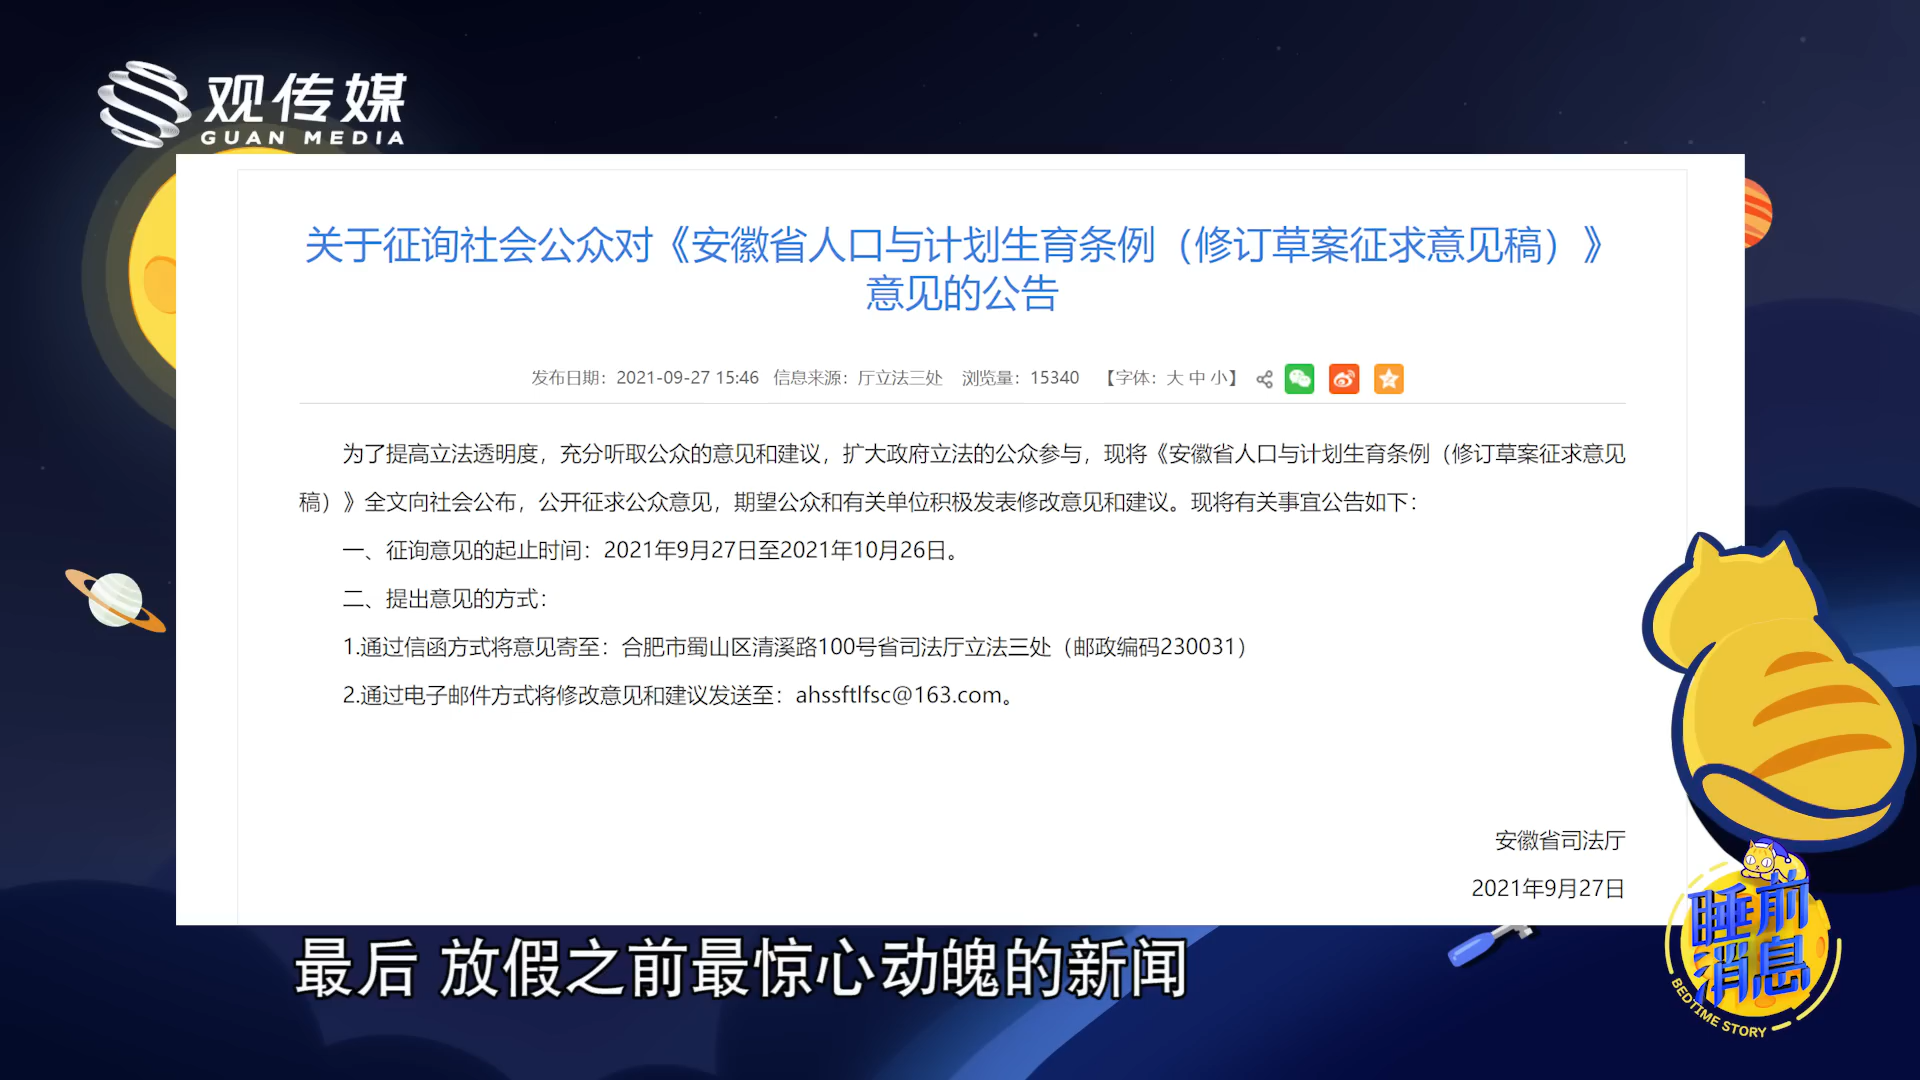 观传媒
GUAN MEDIA
关于征询社会公众对《安徽省人口与计划生育条例（修订草案征求意见稿）》
意见的公告
发布日期：2021-09-27 15:46 信息来源：厅立法三处 浏览量：15340 【字体：大 中 小】
为了提高立法透明度，充分听取公众的意见和建议，扩大政府立法的公众参与，现将《安徽省人口与计划生育条例（修订草案征求意见
稿）》全文向社会公布，公开征求公众意见，期望公众和有关单位积极发表修改意见和建议。现将有关事宜公告如下：
一、征询意见的起止时间：2021年9月27日至2021年10月26日。
二、提出意见的方式：
1.通过信函方式将意见寄至：合肥市蜀山区清溪路100号省司法厅立法三处（邮政编码230031）
2.通过电子邮件方式将修改意见和建议发送至：ahssftlfsc@163.com。
安徽省司法厅
2021年9月27日
睡前
消息
BEDTIME STORY
最后 放假之前最惊心动魄的新闻